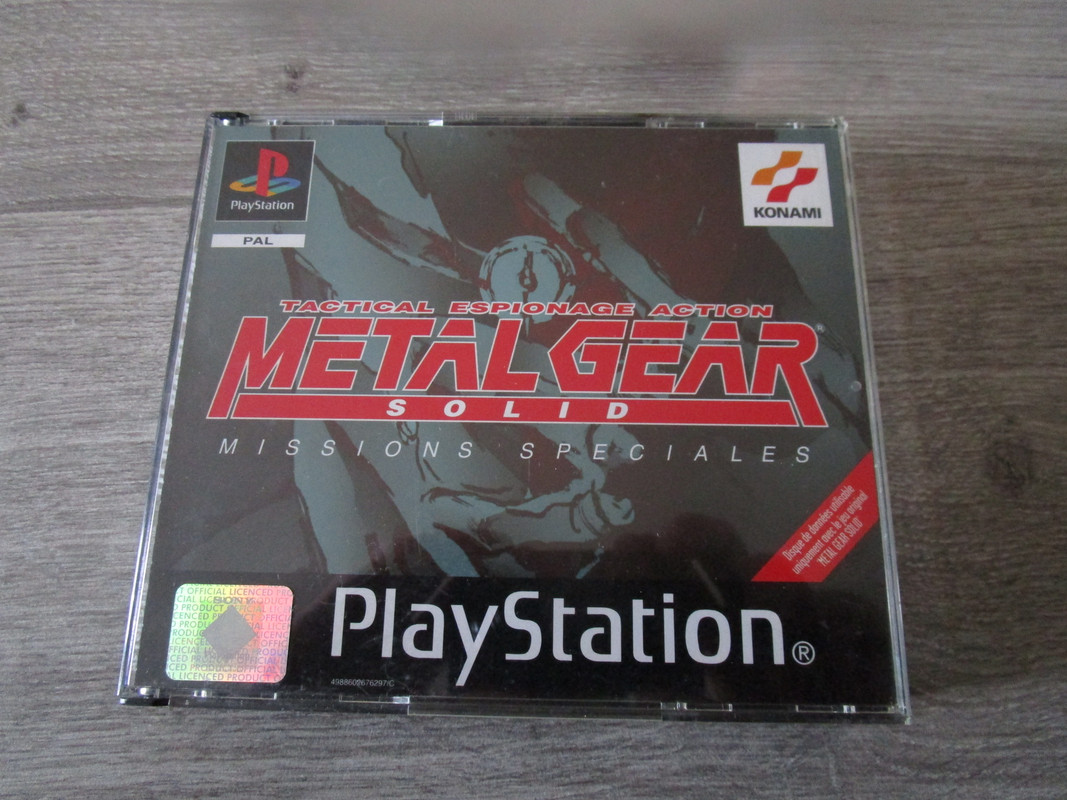 PlayStation
PAL
KONAMI
TACTICAL ESPIONAGE ACTION
METAL GEAR®
SOLID
MISSIONS SPECIALES
Disque de données utilisable
uniquement avec le jeu original
METAL GEAR SOLID
SONY
OFFICIAL LICENCED PRODUCT
PlayStation®